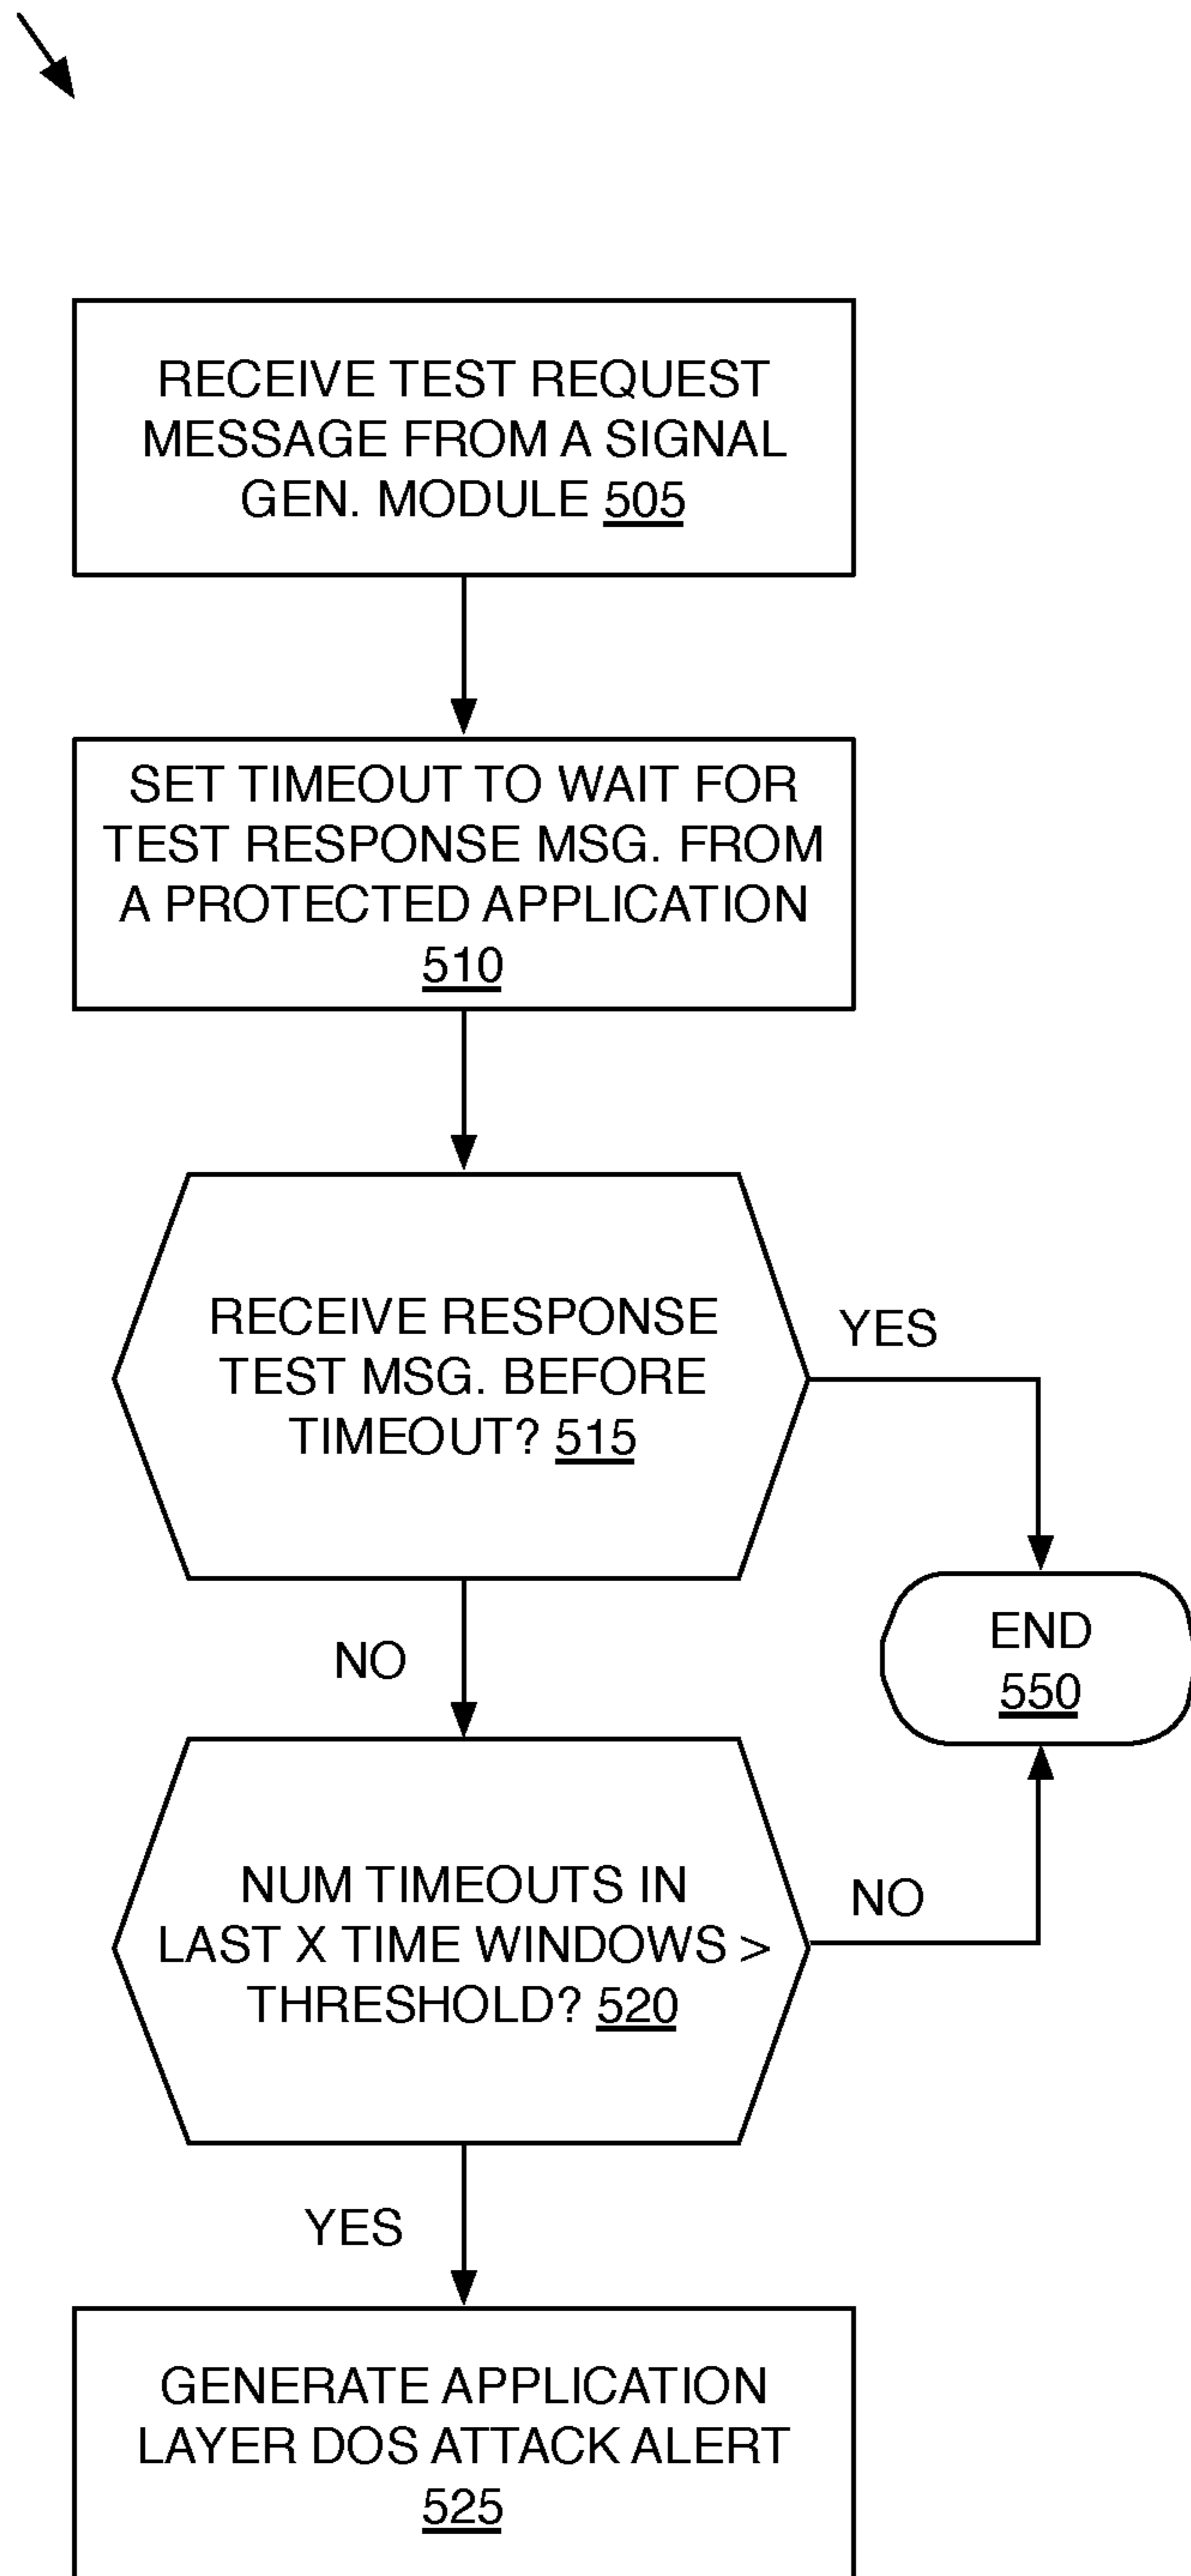 RECEIVE TEST REQUEST
MESSAGE FROM A SIGNAL
GEN. MODULE 505
SET TIMEOUT TO WAIT FOR
TEST RESPONSE MSG. FROM
A PROTECTED APPLICATION
510
RECEIVE RESPONSE
TEST MSG. BEFORE
TIMEOUT? 515
YES
NO
END
550
NUM TIMEOUTS IN
LAST X TIME WINDOWS >
THRESHOLD? 520
NO
YES
GENERATE APPLICATION
LAYER DOS ATTACK ALERT
525